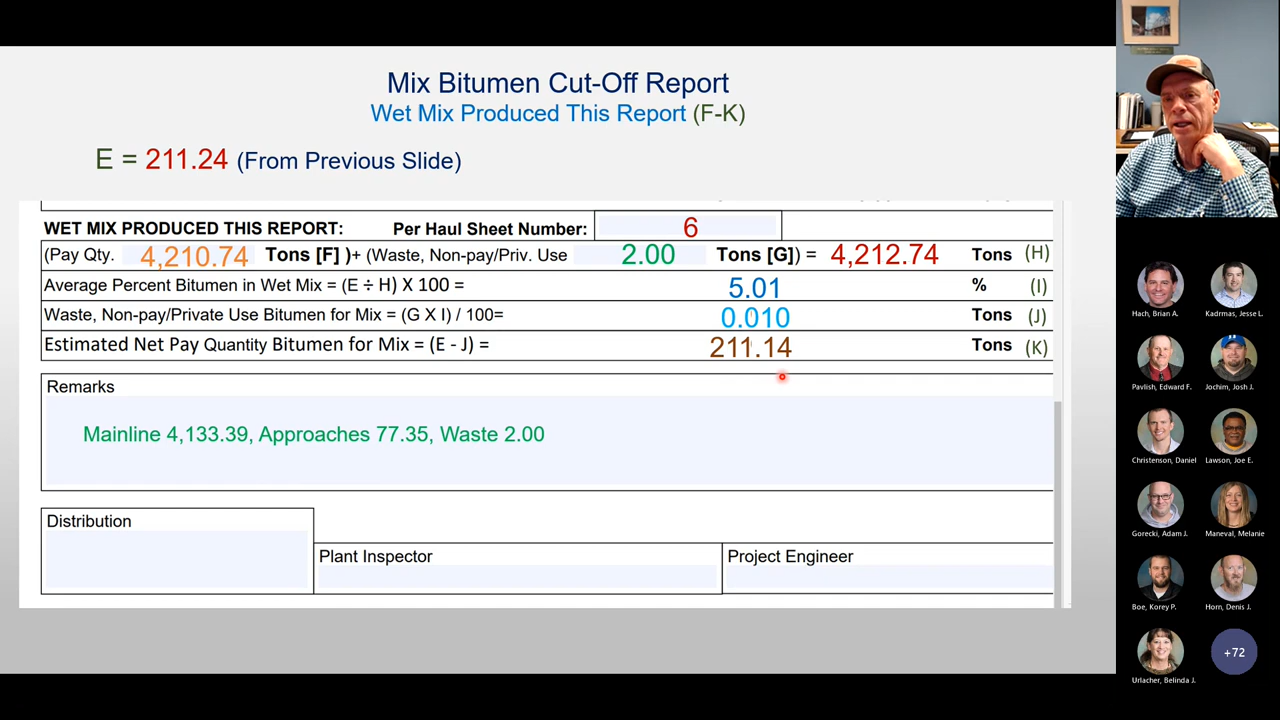 Mix Bitumen Cut-Off Report
Wet Mix Produced This Report (F-K)
E = 211.24 (From Previous Slide)
WET MIX PRODUCED THIS REPORT: Per Haul Sheet Number: 6
(Pay Qty. 4,210.74 Tons [F] )+ (Waste, Non-pay/Priv. Use 2.00 Tons [G]) = 4,212.74 Tons (H)
Average Percent Bitumen in Wet Mix = (E ÷ H) X 100 = 5.01 % (I)
Waste, Non-pay/Private Use Bitumen for Mix = (G X I) / 100= 0.010 Tons (J)
Estimated Net Pay Quantity Bitumen for Mix = (E - J) = 211.14 Tons (K)
Remarks
Mainline 4,133.39, Approaches 77.35, Waste 2.00
Distribution
Plant Inspector
Project Engineer
Hach, Brian A.
Kadrmas, Jesse L.
Pavlish, Edward F.
Jochim, Josh J.
Christenson, Daniel
Lawson, Joe E.
Gorecki, Adam J.
Maneval, Melanie
Boe, Korey P.
Horn, Denis J.
Urlacher, Belinda J.
+72